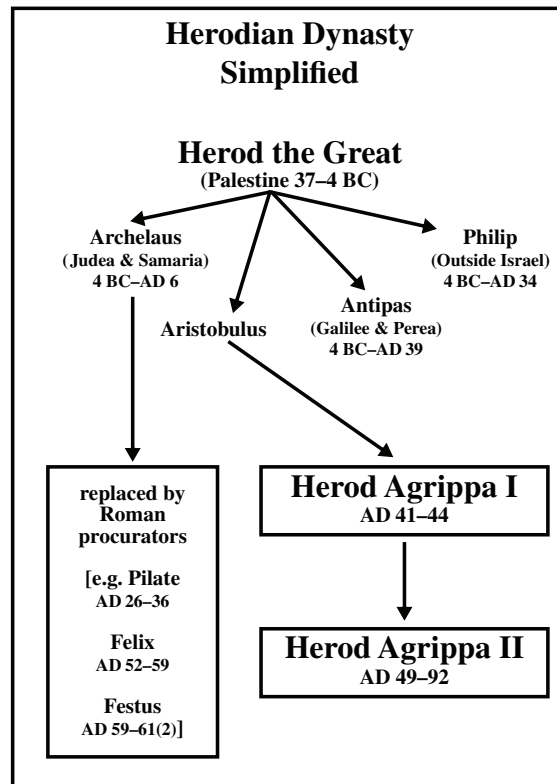 Herodian Dynasty
Simplified
Herod the Great
(Palestine 37–4 BC)
Archelaus
(Judea & Samaria)
4 BC–AD 6
Aristobulus
Antipas
(Galilee & Perea)
4 BC–AD 39
Philip
(Outside Israel)
4 BC–AD 34
replaced by
Roman
procurators
[e.g. Pilate
AD 26–36
Felix
AD 52–59
Festus
AD 59–61(2)]
Herod Agrippa I
AD 41–44
Herod Agrippa II
AD 49–92